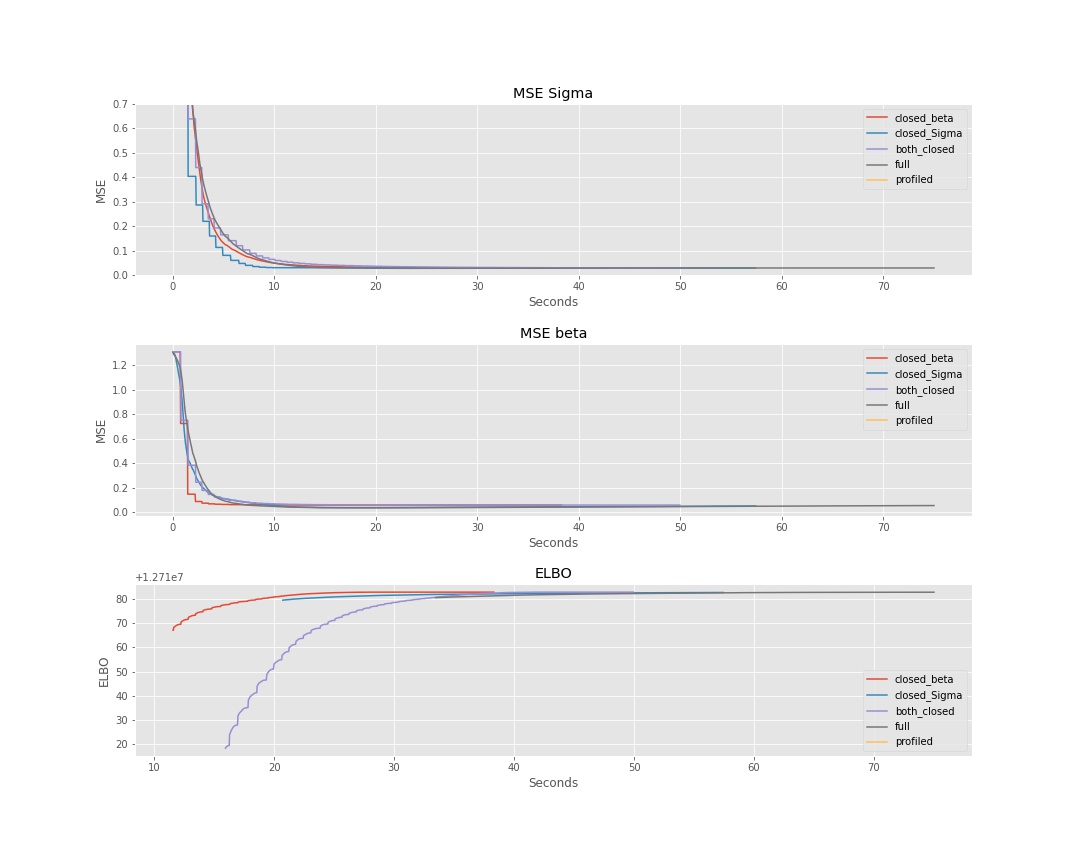 MSE Sigma
0.7
0.6
0.5
0.4
0.3
0.2
0.1
0.0
MSE
closed_beta
closed_Sigma
both_closed
full
profiled
0 10 20 30 40 50 60 70
Seconds
MSE beta
1.2
1.0
0.8
0.6
0.4
0.2
0.0
MSE
closed_beta
closed_Sigma
both_closed
full
profiled
0 10 20 30 40 50 60 70
Seconds
ELBO
+1.271e7
80
70
60
50
40
30
20
ELBO
closed_beta
closed_Sigma
both_closed
full
profiled
10 20 30 40 50 60 70
Seconds